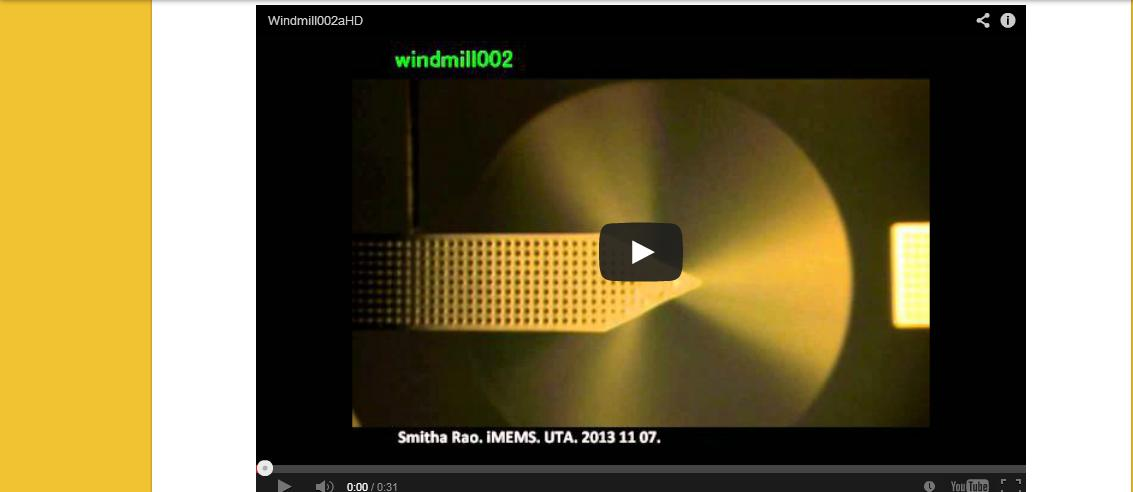 Windmill002aHD
windmill002
Smitha Rao. iMEMS. UTA. 2013 11 07.
0:00 / 0:31
YouTube